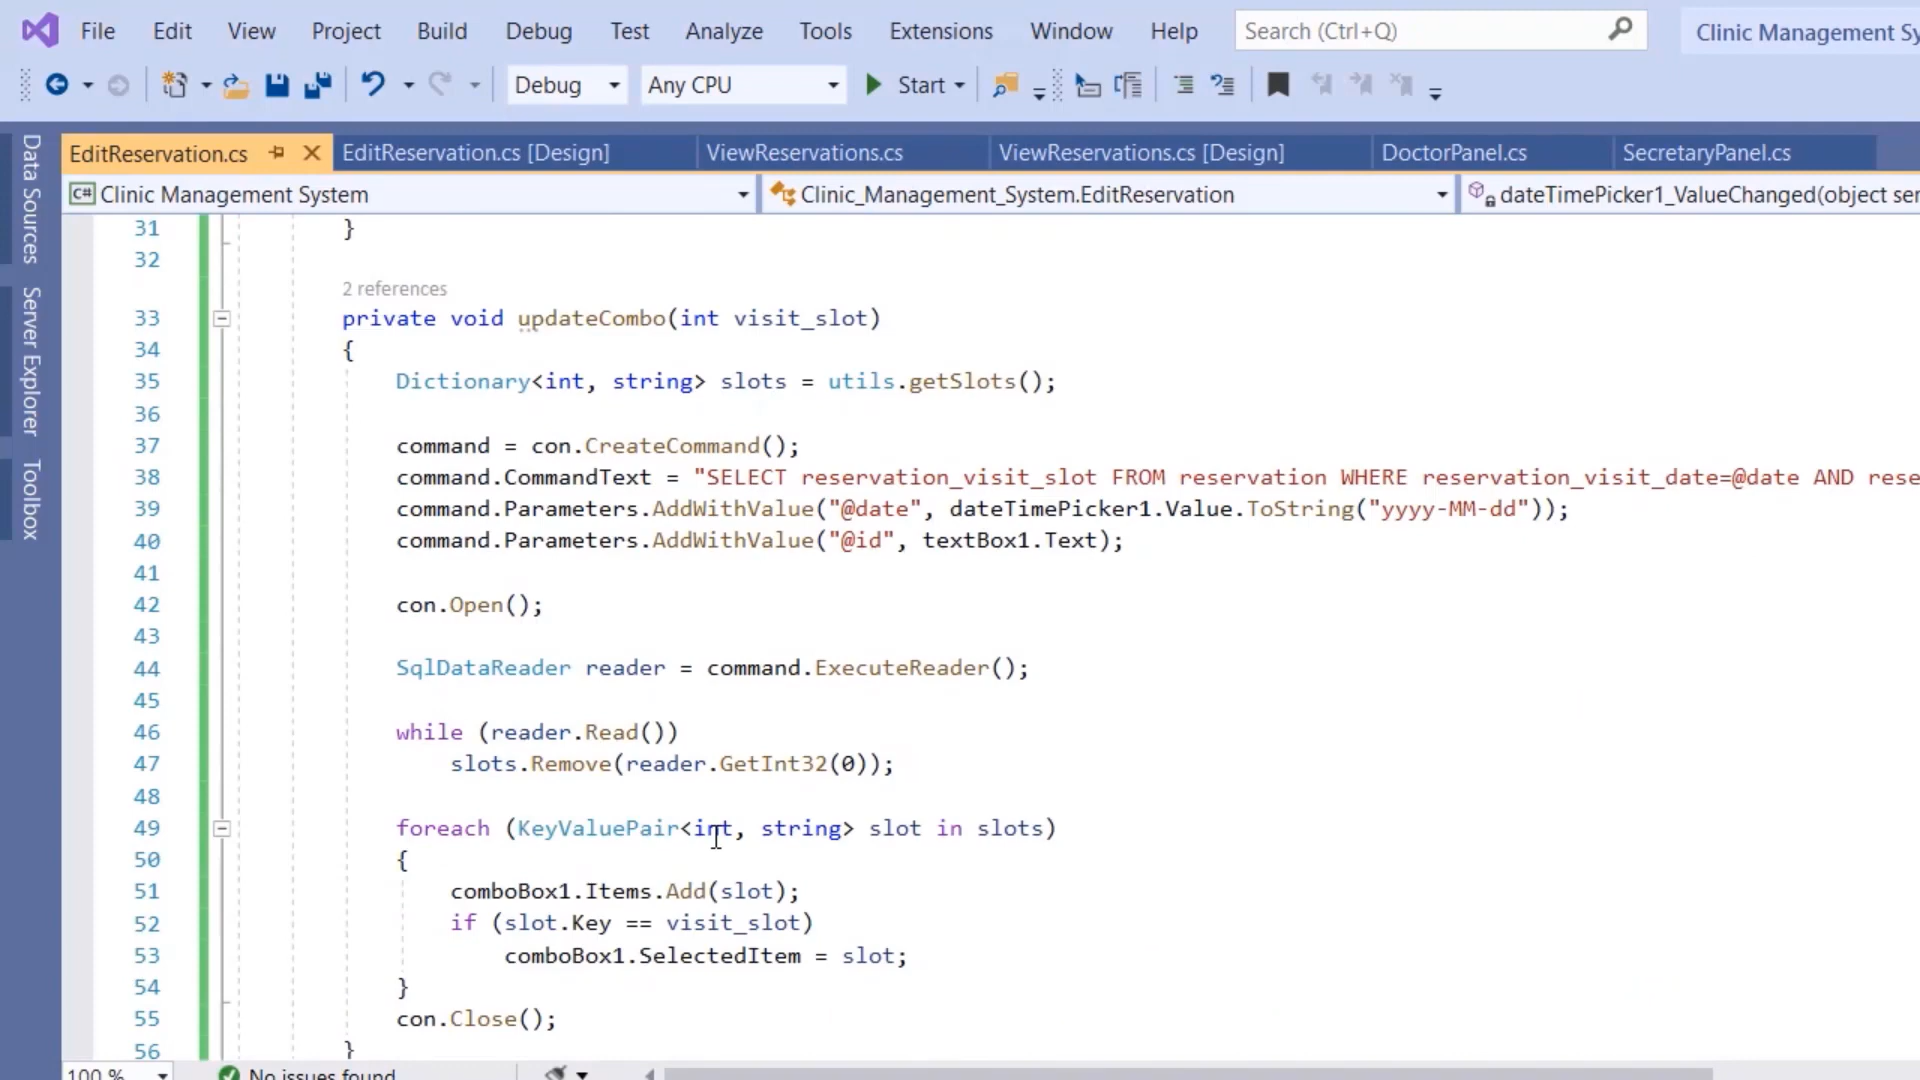 File Edit View Project Build Debug Test Analyze Tools Extensions Window Help Search (Ctrl+Q) Clinic Management Sy
Debug Any CPU Start
Data Sources
Server Explorer
Toolbox
EditReservation.cs EditReservation.cs [Design] ViewReservations.cs ViewReservations.cs [Design] DoctorPanel.cs SecretaryPanel.cs
C# Clinic Management System Clinic_Management_System.EditReservation dateTimePicker1_ValueChanged(object ser
31 }
32
2 references
33 private void updateCombo(int visit_slot)
34 {
35 Dictionary<int, string> slots = utils.getSlots();
36
37 command = con.CreateCommand();
38 command.CommandText = "SELECT reservation_visit_slot FROM reservation WHERE reservation_visit_date=@date AND rese
39 command.Parameters.AddWithValue("@date", dateTimePicker1.Value.ToString("yyyy-MM-dd"));
40 command.Parameters.AddWithValue("@id", textBox1.Text);
41
42 con.Open();
43
44 SqlDataReader reader = command.ExecuteReader();
45
46 while (reader.Read())
47 slots.Remove(reader.GetInt32(0));
48
49 foreach (KeyValuePair<int, string> slot in slots)
50 {
51 comboBox1.Items.Add(slot);
52 if (slot.Key == visit_slot)
53 comboBox1.SelectedItem = slot;
54 }
55 con.Close();
56 }
100 % No issues found